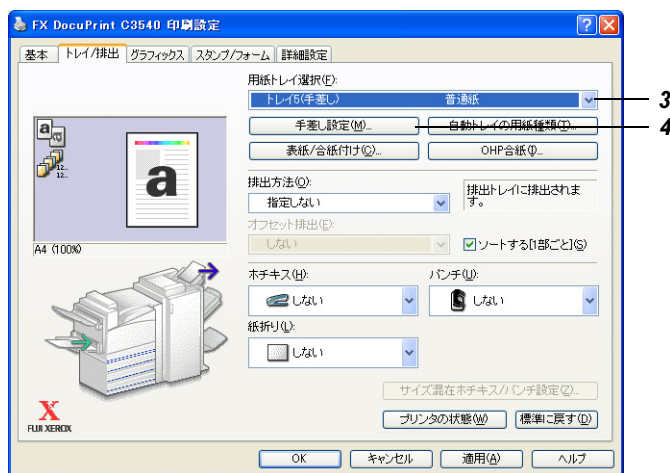 FX DocuPrint C3540 印刷設定
基本 トレイ/排出 グラフィックス スタンプ/フォーム 詳細設定
用紙トレイ選択(F):
トレイ5(手差し) 普通紙
3
手差し設定(M)... 自動トレイの用紙種類(T)...
4
表紙/合紙付け(C)... OHP合紙(I)...
a
a
12..
12..
a
A4 (100%)
排出方法(O):
指定しない
排出トレイに排出されま
す。
オフセット排出(E):
しない
ソートする[1部ごと](S)
ホチキス(H): パンチ(U):
しない しない
紙折り(L):
しない
サイズ混在ホチキス/パンチ設定(Z)...
X
FUJI XEROX
プリンタの状態(W) 標準に戻す(D)
OK キャンセル 適用(A) ヘルプ